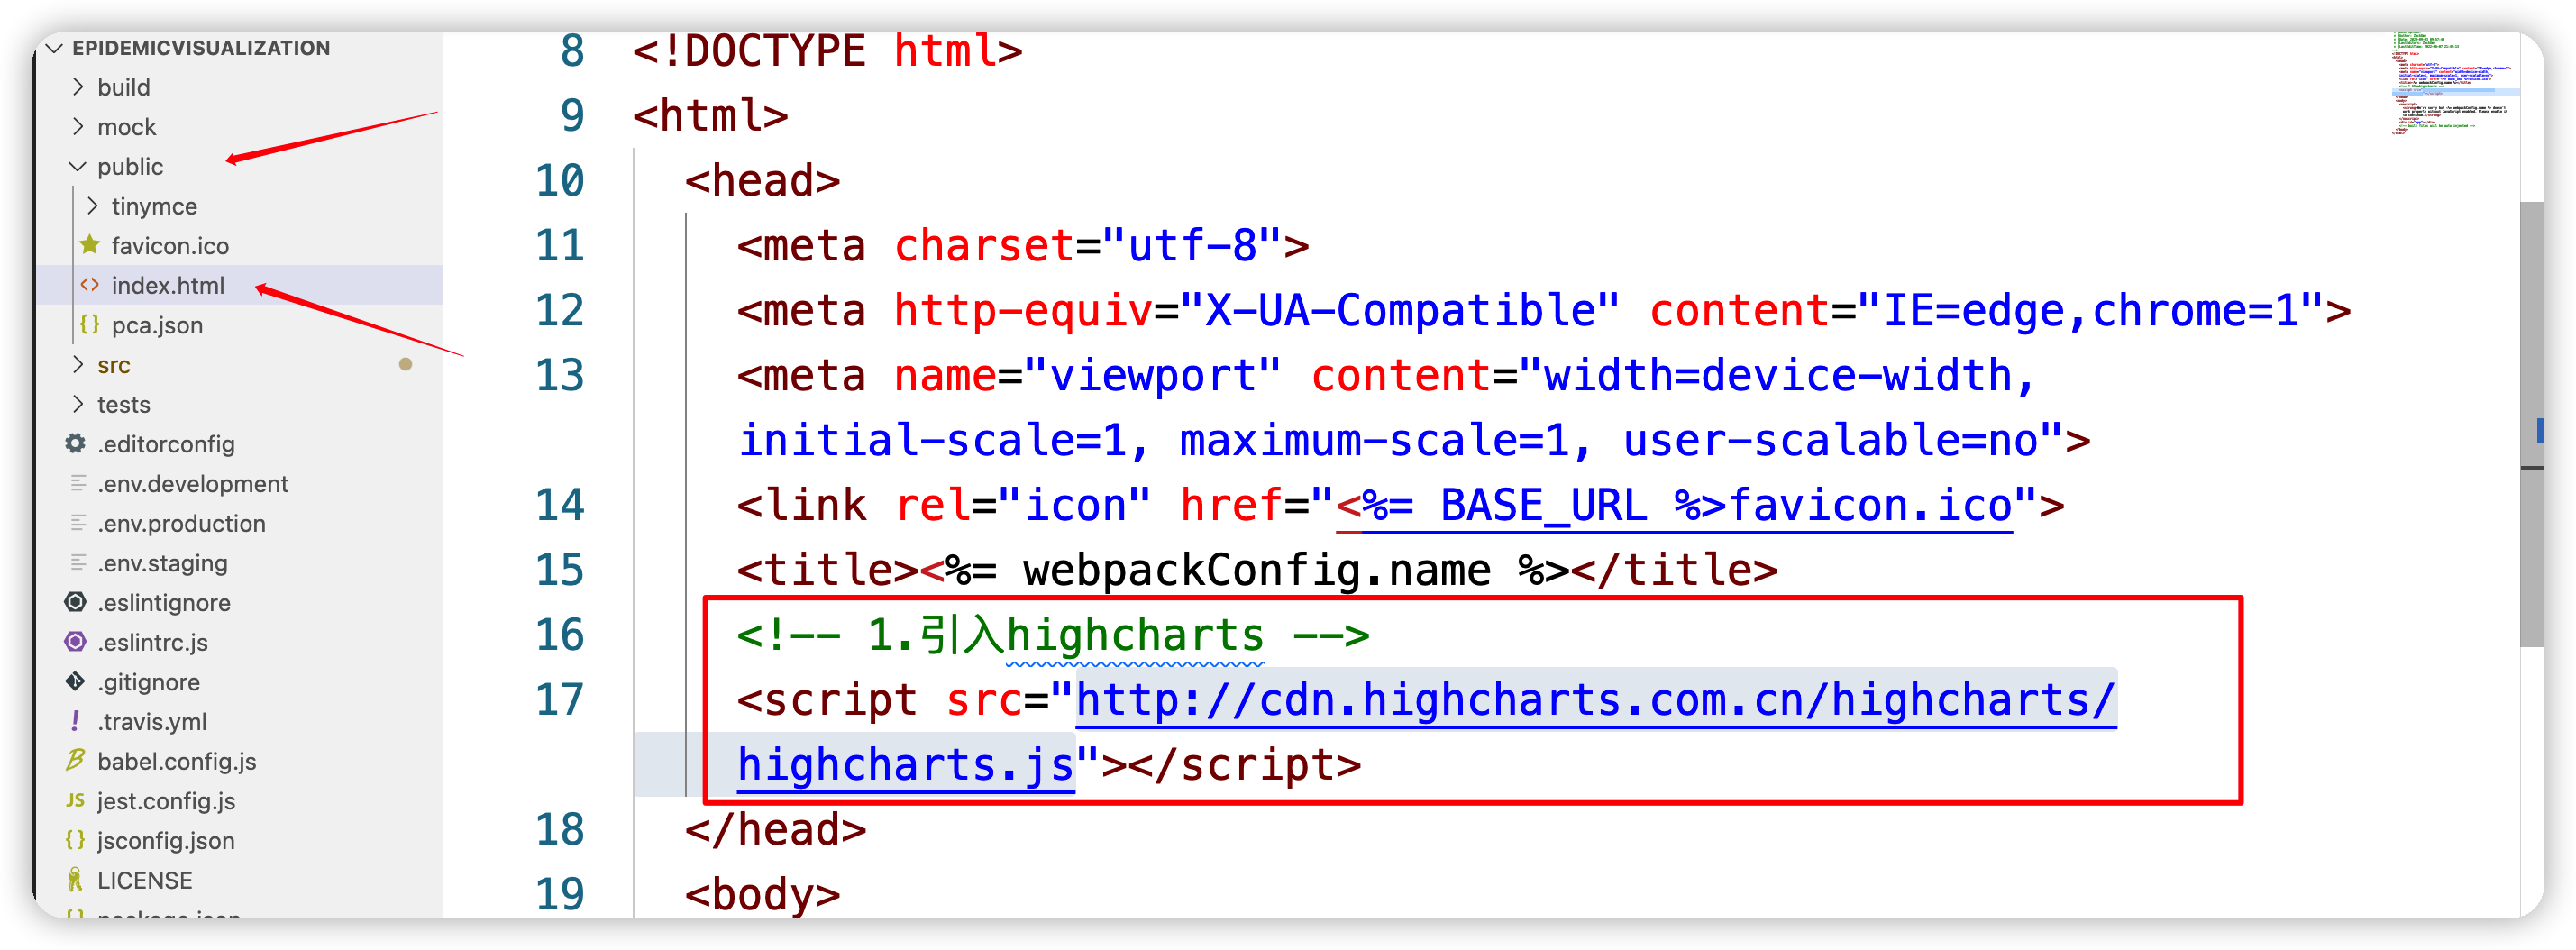 EPIDEMICVISUALIZATION
build
mock
public
tinymce
favicon.ico
index.html
pca.json
src
tests
.editorconfig
.env.development
.env.production
.env.staging
.eslintignore
.eslintrc.js
.gitignore
.travis.yml
babel.config.js
jest.config.js
jsconfig.json
LICENSE
package.json
8 <!DOCTYPE html>
9 <html>
10 <head>
11 <meta charset="utf-8">
12 <meta http-equiv="X-UA-Compatible" content="IE=edge,chrome=1">
13 <meta name="viewport" content="width=device-width,
initial-scale=1, maximum-scale=1, user-scalable=no">
14 <link rel="icon" href="<%= BASE_URL %>favicon.ico">
15 <title><%= webpackConfig.name %></title>
16 <!-- 1.引入highcharts -->
17 <script src="http://cdn.highcharts.com.cn/highcharts/
highcharts.js"></script>
18 </head>
19 <body>